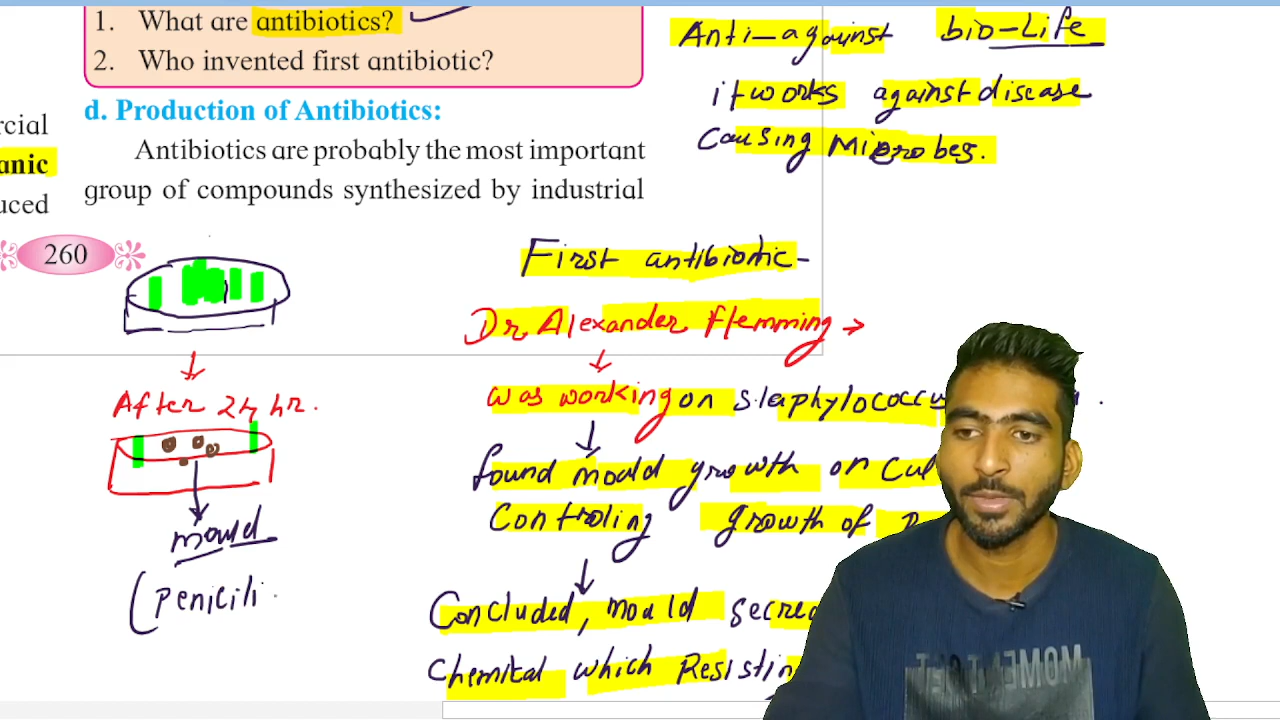 1. What are antibiotics?
2. Who invented first antibiotic?
d. Production of Antibiotics:
Antibiotics are probably the most important
group of compounds synthesized by industrial
rcial
anic
uced
260
Anti-against bio-Life
it works against disease
Causing Microbes.
First antibiotic-
Dr. Alexander Flemming →
was working on staphylococcu
found mould growth on Cul
Controling growth of
Concluded, mould secre
Chemical which Resistin
After 24 hr.
mould
(Penicili
MOMENT